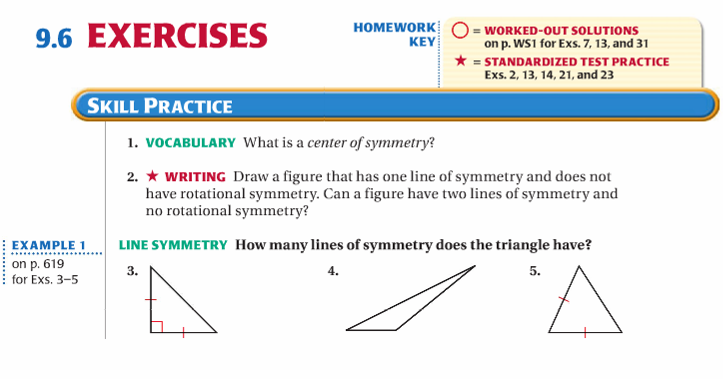 9.6 EXERCISES
HOMEWORK
KEY
= WORKED-OUT SOLUTIONS
on p. WS1 for Exs. 7, 13, and 31
★ = STANDARDIZED TEST PRACTICE
Exs. 2, 13, 14, 21, and 23
SKILL PRACTICE
1. VOCABULARY What is a center of symmetry?
2. ★ WRITING Draw a figure that has one line of symmetry and does not
have rotational symmetry. Can a figure have two lines of symmetry and
no rotational symmetry?
EXAMPLE 1
on p. 619
for Exs. 3–5
LINE SYMMETRY How many lines of symmetry does the triangle have?
3. 4. 5.